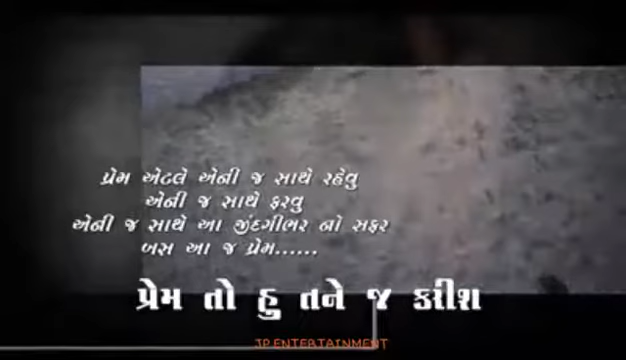 પ્રેમ એટલે એની જ સાથે રહેવુ
એની જ સાથે ફરવુ
એની જ સાથે આ જીંદગીભર નો સફર
બસ આ જ પ્રેમ......
પ્રેમ તો હુ તને જ કરીશ
JP ENTERTAINMENT